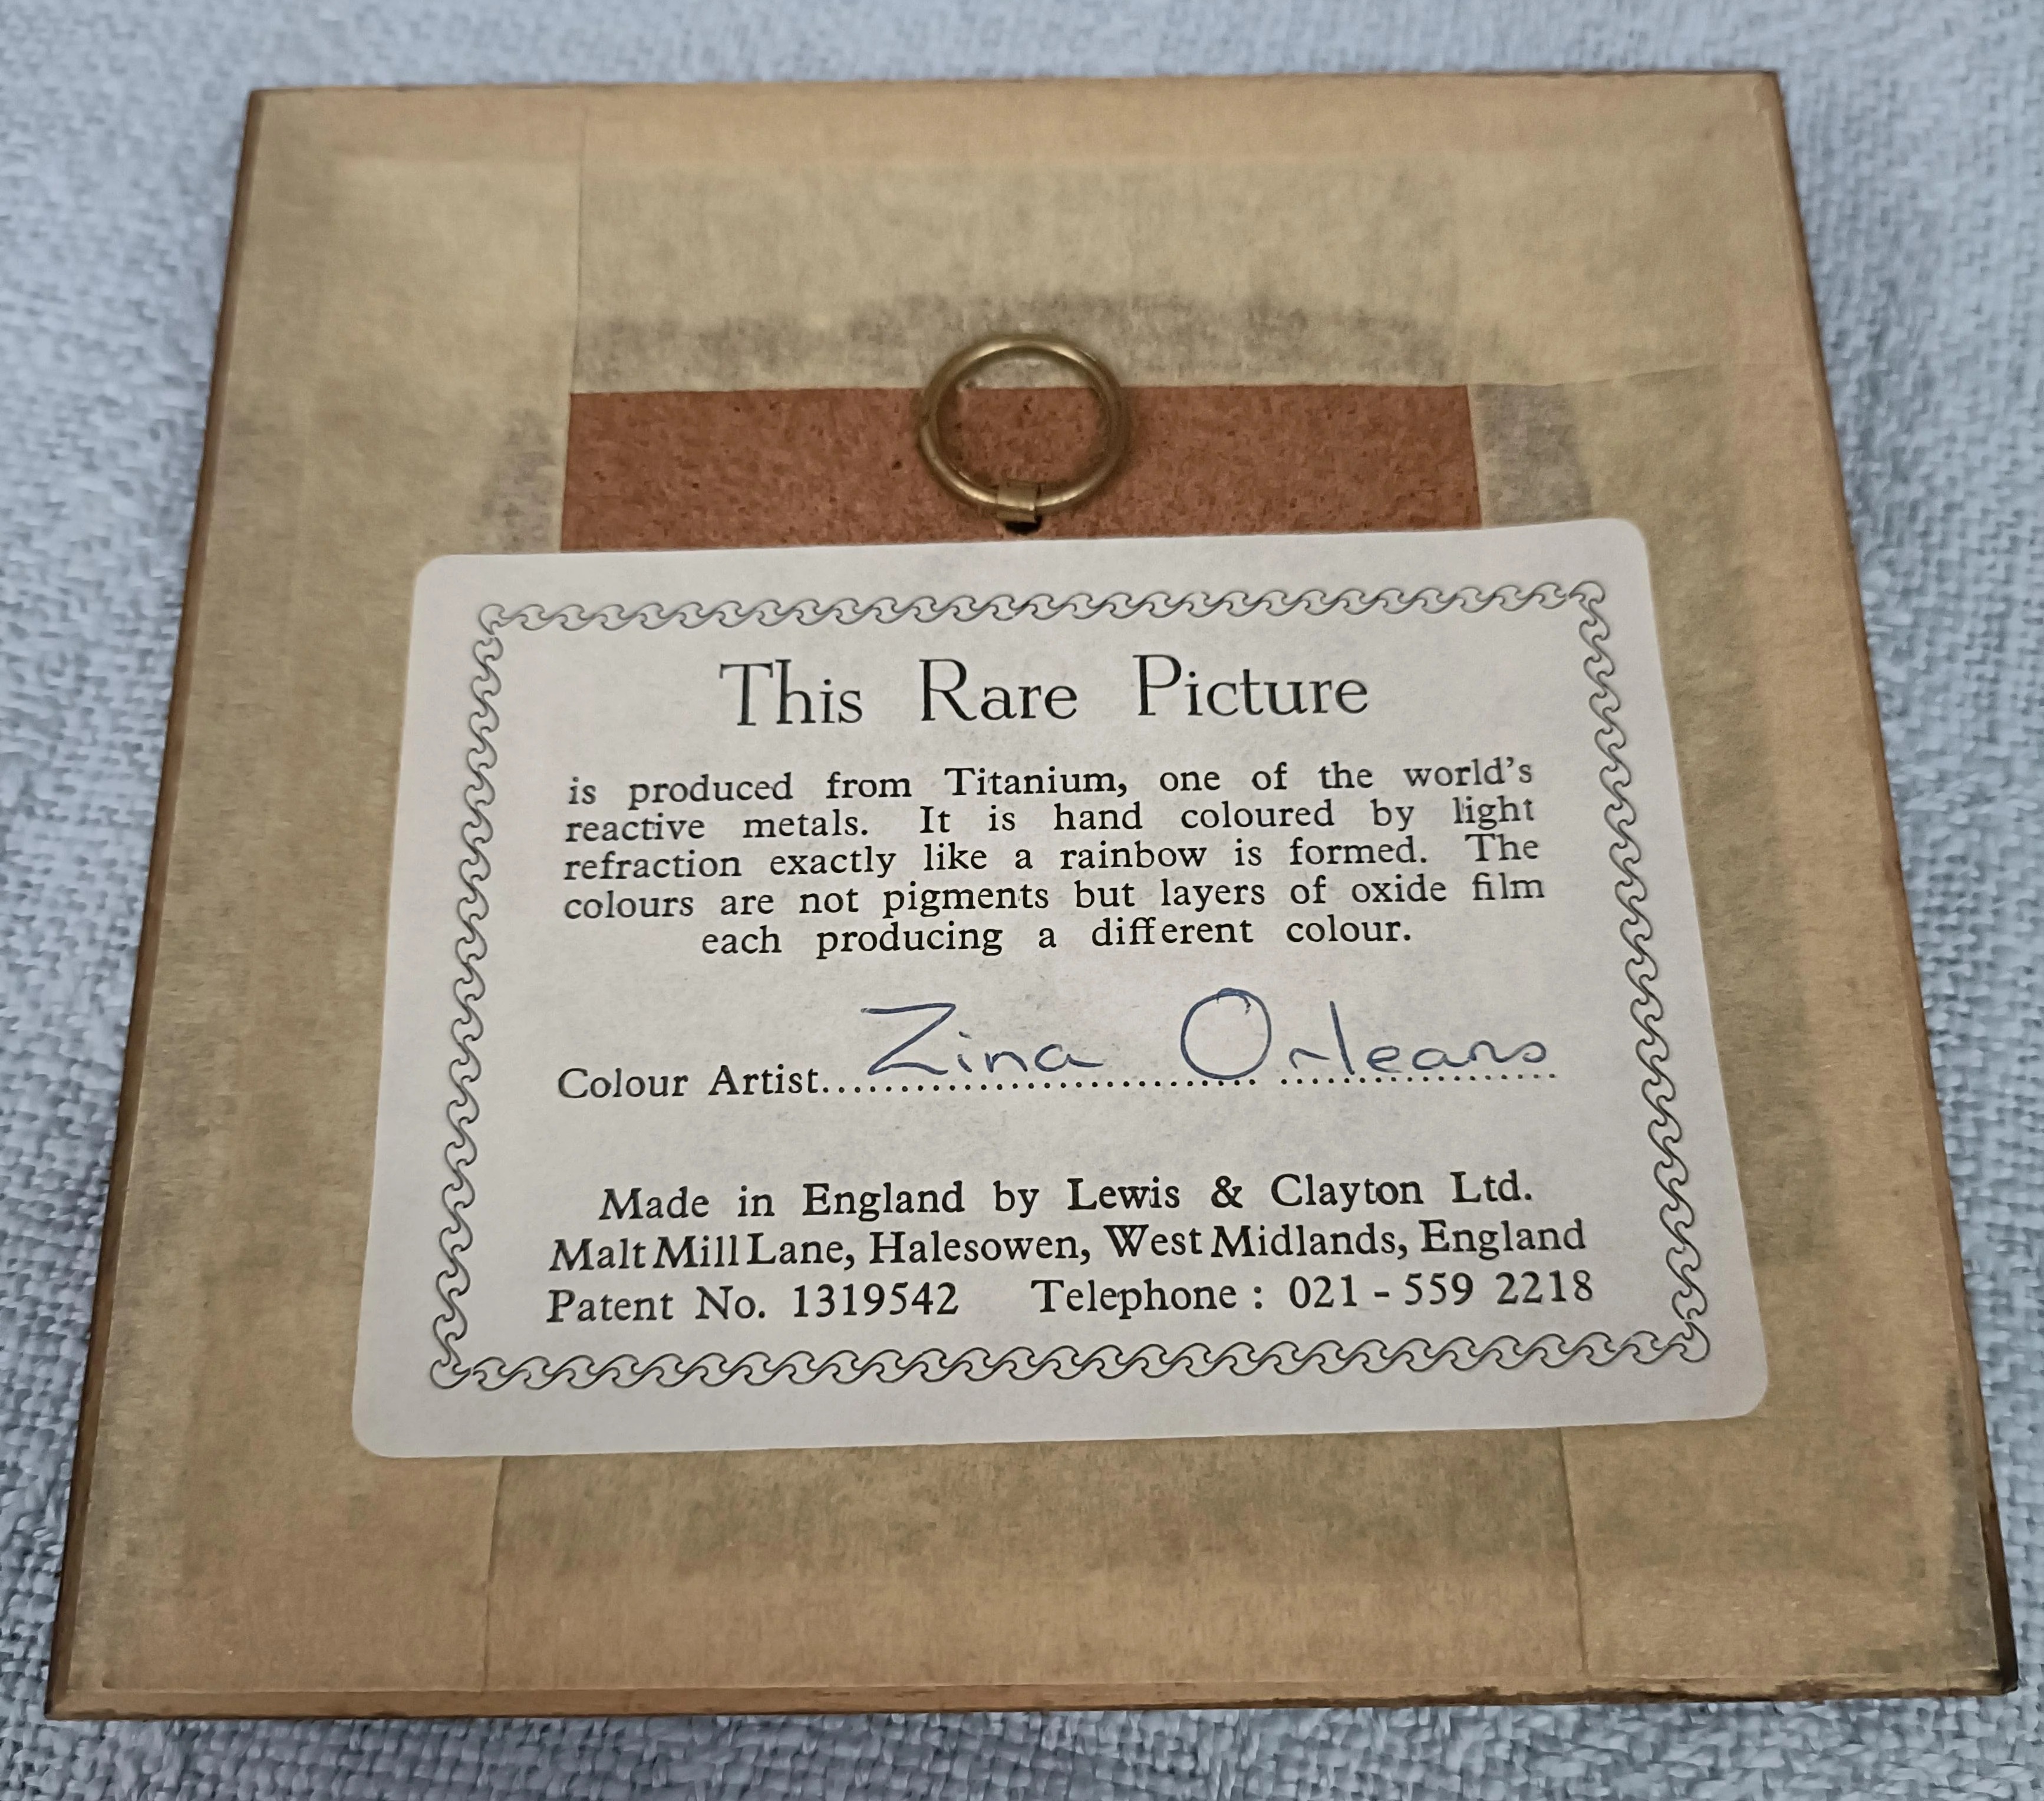 This Rare Picture
is produced from Titanium, one of the world's
reactive metals. It is hand coloured by light
refraction exactly like a rainbow is formed. The
colours are not pigments but layers of oxide film
each producing a different colour.
Colour Artist.......... Zina Orleans
Made in England by Lewis & Clayton Ltd.
Malt Mill Lane, Halesowen, West Midlands, England
Patent No. 1319542 Telephone : 021 - 559 2218